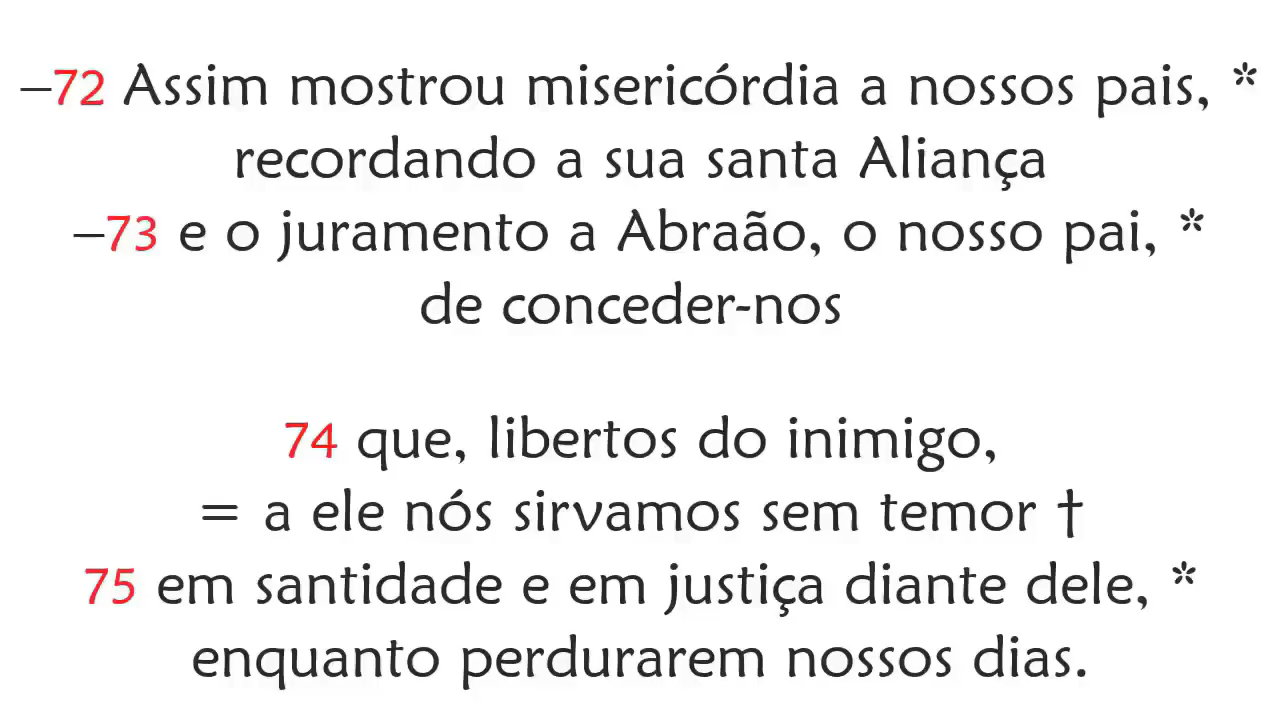 –72 Assim mostrou misericórdia a nossos pais, *
recordando a sua santa Aliança
–73 e o juramento a Abraão, o nosso pai, *
de conceder-nos
74 que, libertos do inimigo,
= a ele nós sirvamos sem temor †
75 em santidade e em justiça diante dele, *
enquanto perdurarem nossos dias.